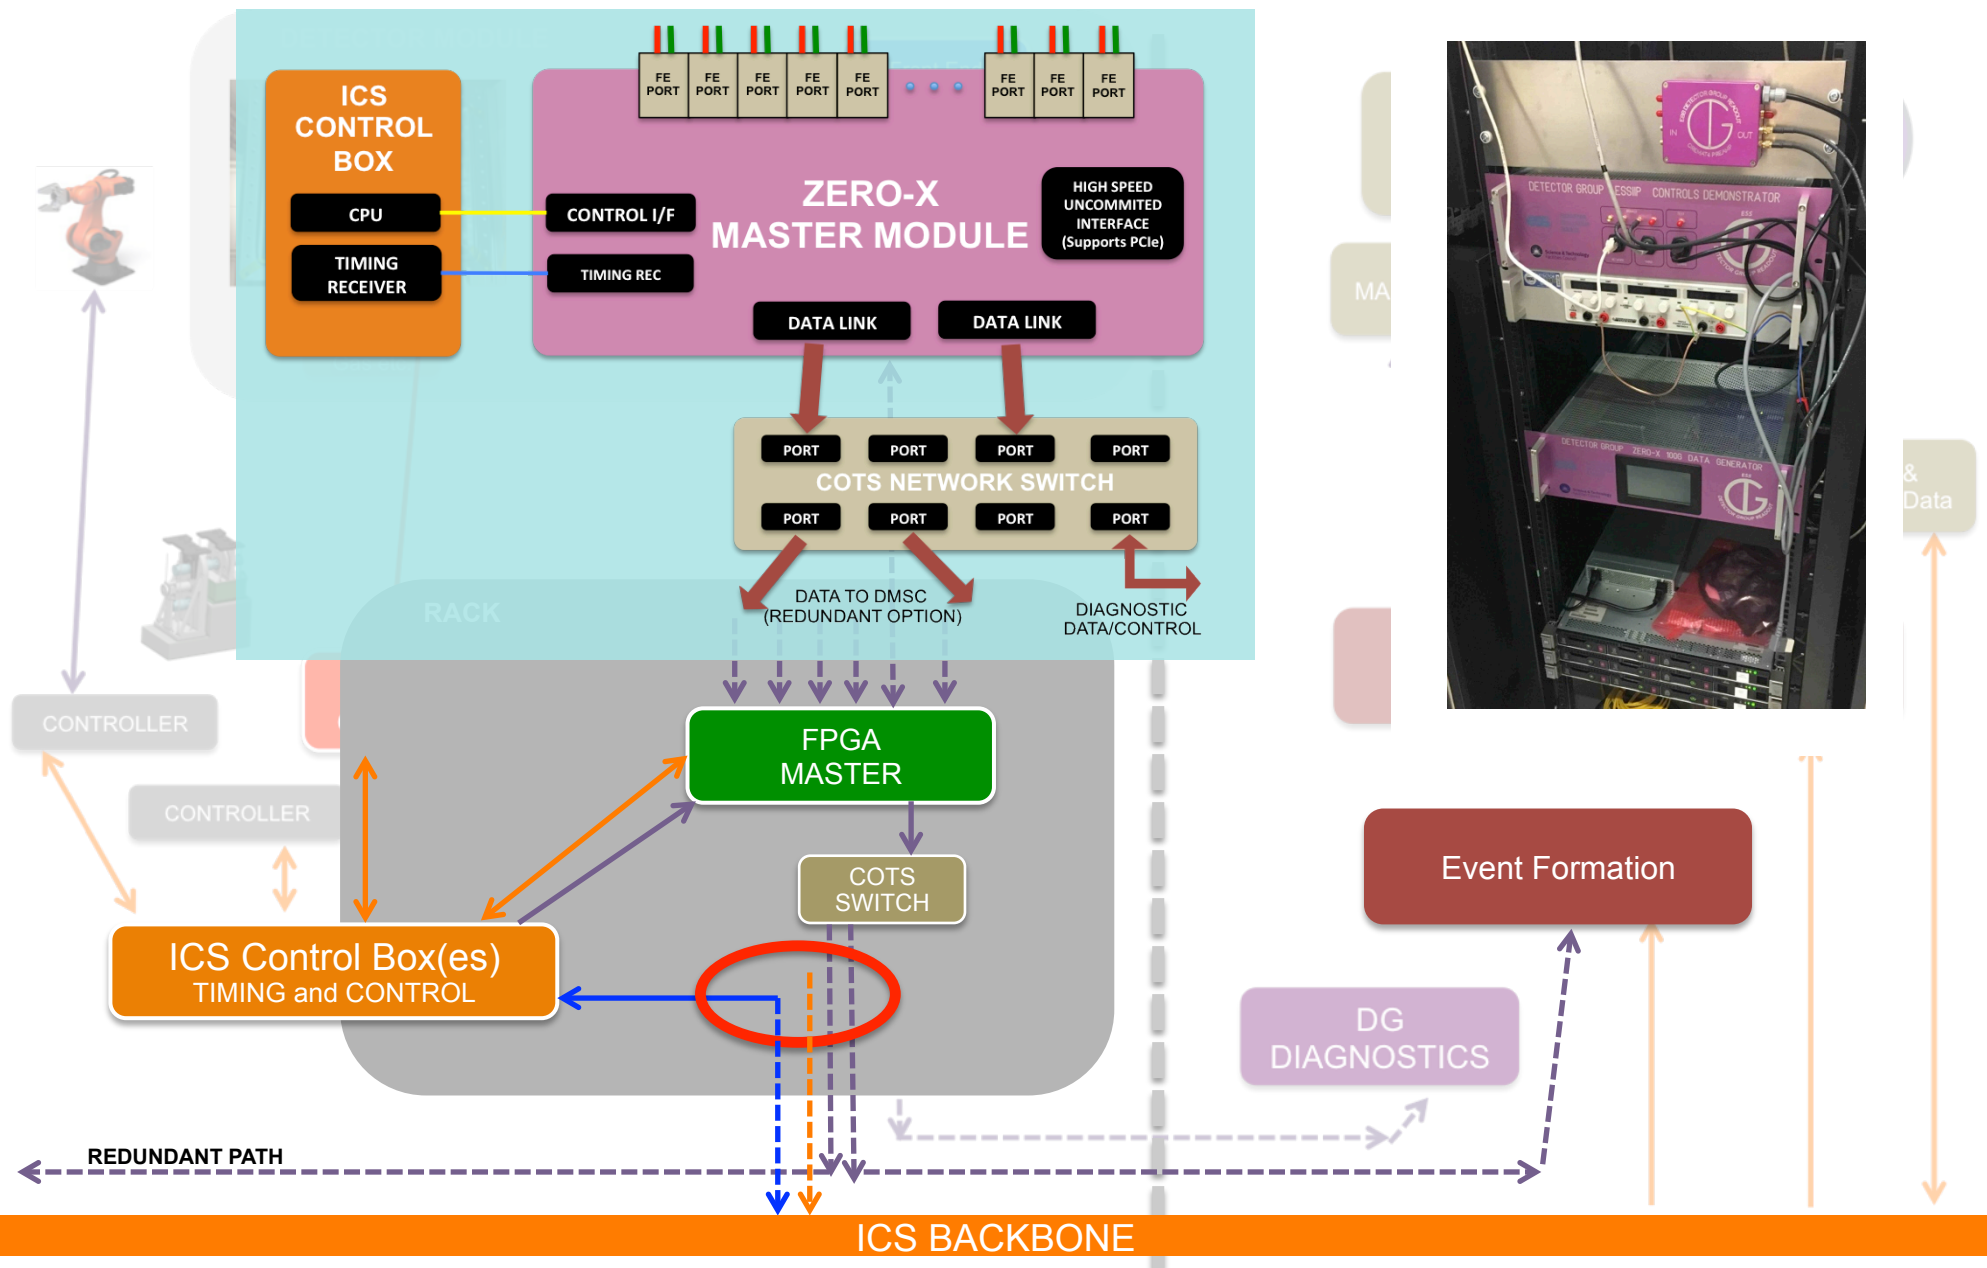 ICS
CONTROL
BOX
CPU
TIMING
RECEIVER
FE
PORT
FE
PORT
FE
PORT
FE
PORT
FE
PORT
FE
PORT
FE
PORT
FE
PORT
CONTROL I/F
TIMING REC
ZERO-X
MASTER MODULE
HIGH SPEED
UNCOMMITED
INTERFACE
(Supports PCIe)
DATA LINK
DATA LINK
PORT
PORT
PORT
PORT
COTS NETWORK SWITCH
PORT
PORT
PORT
PORT
DATA TO DMSC
(REDUNDANT OPTION)
DIAGNOSTIC
DATA/CONTROL
RACK
CONTROLLER
CONTROLLER
FPGA
MASTER
COTS
SWITCH
ICS Control Box(es)
TIMING and CONTROL
Event Formation
DG
DIAGNOSTICS
REDUNDANT PATH
ICS BACKBONE
MA
&
Data
IN
OUT
DETECTOR GROUP ESSIIP CONTROLS DEMONSTRATOR
DETECTOR GROUP ZERO-X 100G DATA GENERATOR